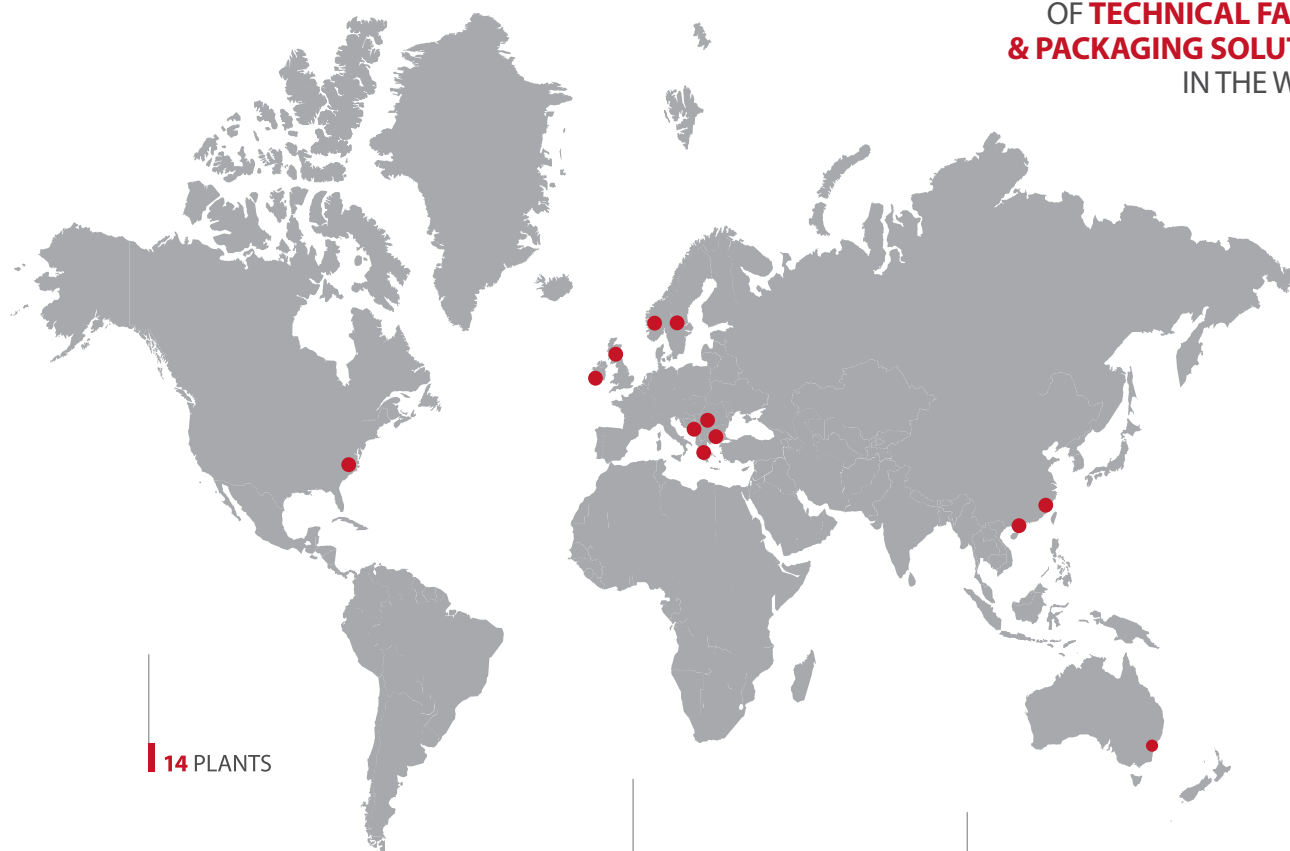 OF TECHNICAL FA
& PACKAGING SOLUT
IN THE W
14 PLANTS